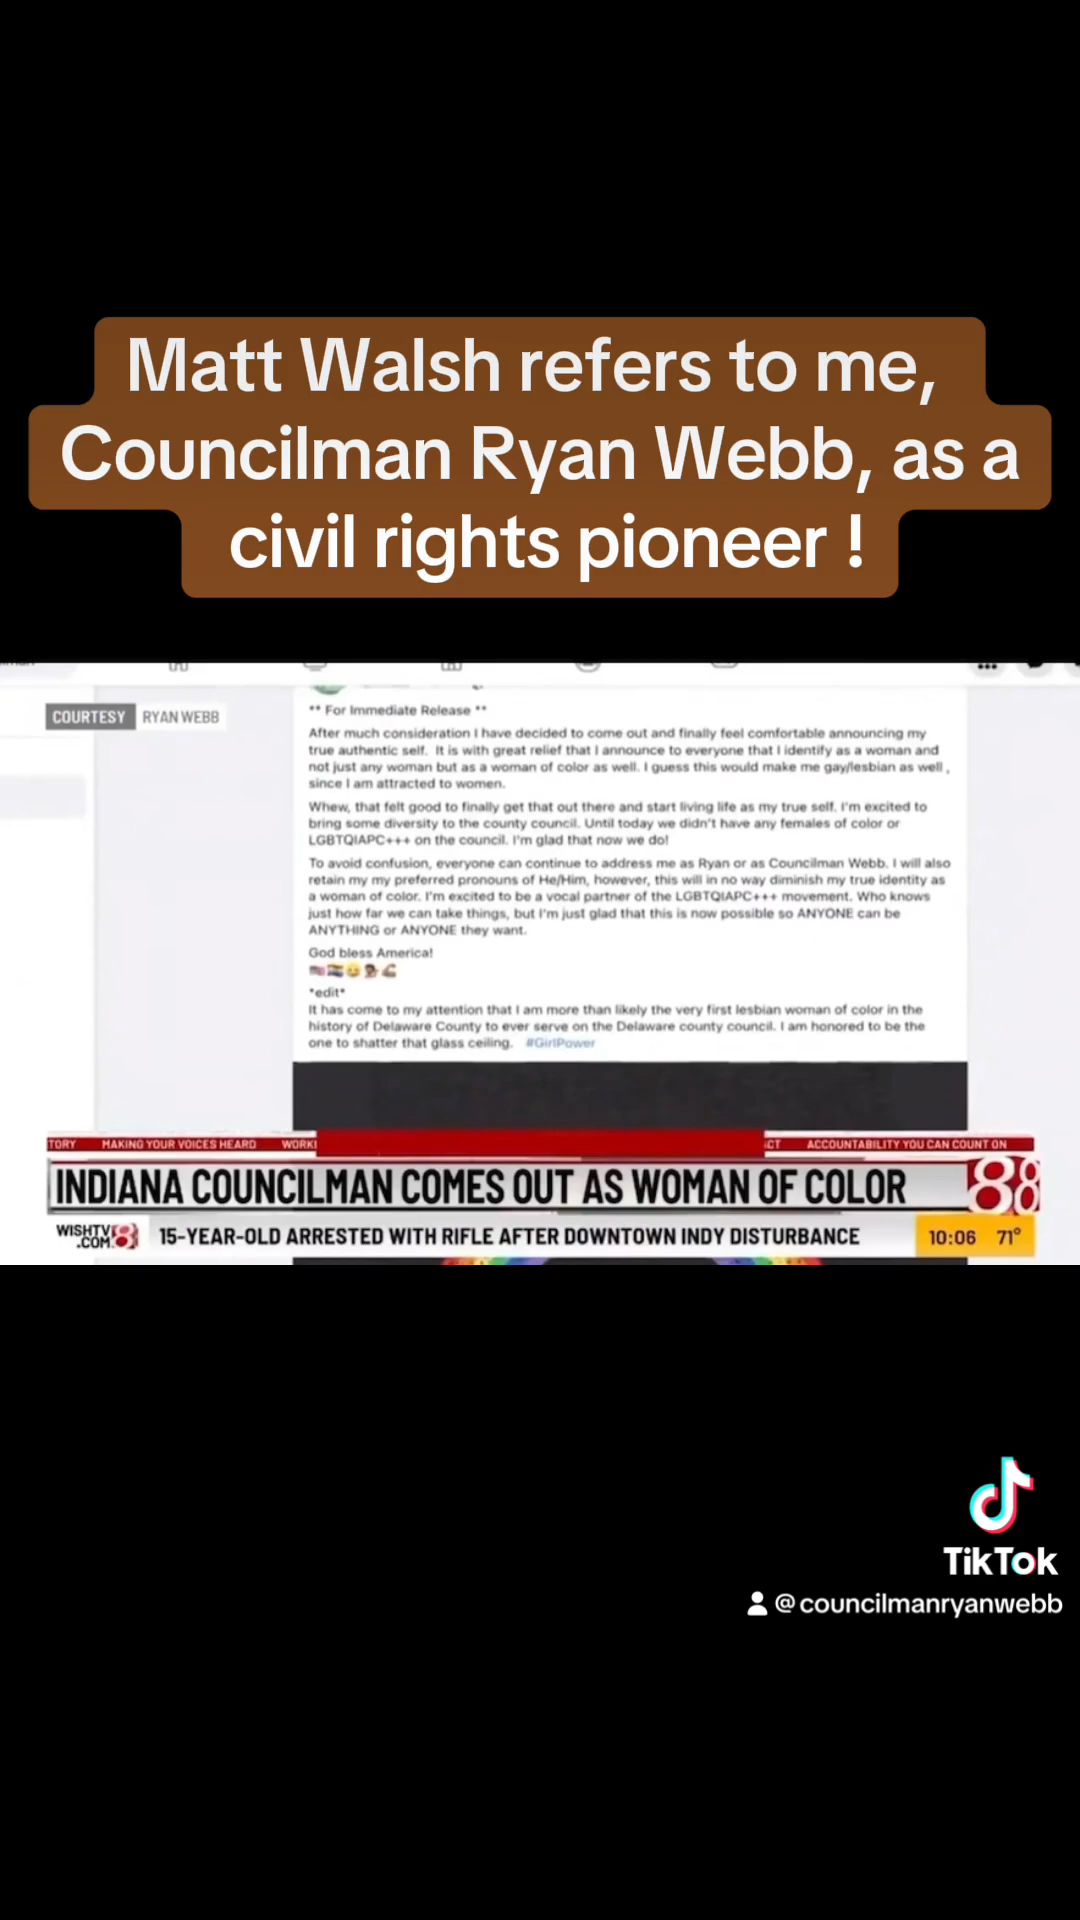 Matt Walsh refers to me,
Councilman Ryan Webb, as a
civil rights pioneer !
COURTESY RYAN WEBB
** For Immediate Release **
After much consideration I have decided to come out and finally feel comfortable announcing my
true authentic self. It is with great relief that I announce to everyone that I identify as a woman and
not just any woman but as a woman of color as well. I guess this would make me gay/lesbian as well ,
since I am attracted to women.
Whew, that felt good to finally get that out there and start living life as my true self. I'm excited to
bring some diversity to the county council. Until today we didn't have any females of color or
LGBTQIAPC+++ on the council. I'm glad that now we do!
To avoid confusion, everyone can continue to address me as Ryan or as Councilman Webb. I will also
retain my my preferred pronouns of He/Him, however, this will in no way diminish my true identity as
a woman of color. I'm excited to be a vocal partner of the LGBTQIAPC+++ movement. Who knows
just how far we can take things, but I'm just glad that this is now possible so ANYONE can be
ANYTHING or ANYONE they want.
God bless America!
*edit*
It has come to my attention that I am more than likely the very first lesbian woman of color in the
history of Delaware County to ever serve on the Delaware county council. I am honored to be the
one to shatter that glass ceiling. #GirlPower
TORY MAKING YOUR VOICES HEARD WORKI CT ACCOUNTABILITY YOU CAN COUNT ON
INDIANA COUNCILMAN COMES OUT AS WOMAN OF COLOR 8
WISHTV 8
.COM
15-YEAR-OLD ARRESTED WITH RIFLE AFTER DOWNTOWN INDY DISTURBANCE 10:06 71°
TikTok
@councilmanryanwebb